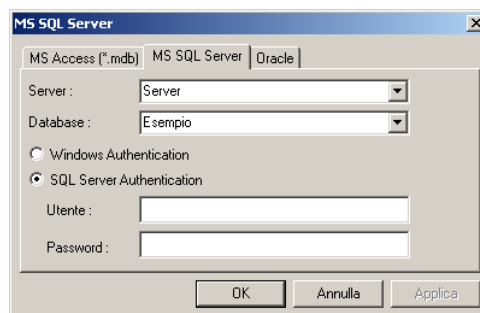 MS SQL Server
MS Access (*.mdb) MS SQL Server Oracle
Server : Server
Database : Esempio
Windows Authentication
SQL Server Authentication
Utente :
Password :
OK Annulla Applica